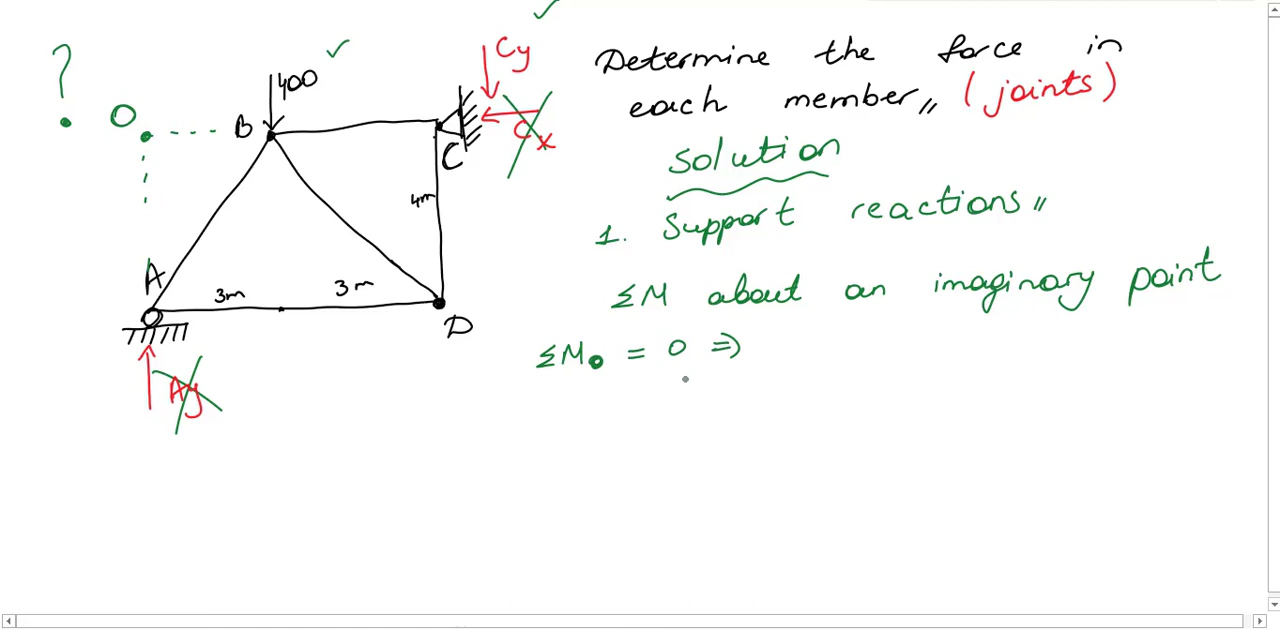 Determine the force in
each member,, (joints)
Solution
1. Support reactions,,
ΣM about an imaginary point
ΣMo = 0 =>
?
O
400
B
Cy
Cx
C
4m
A
3m
3m
D
Ay